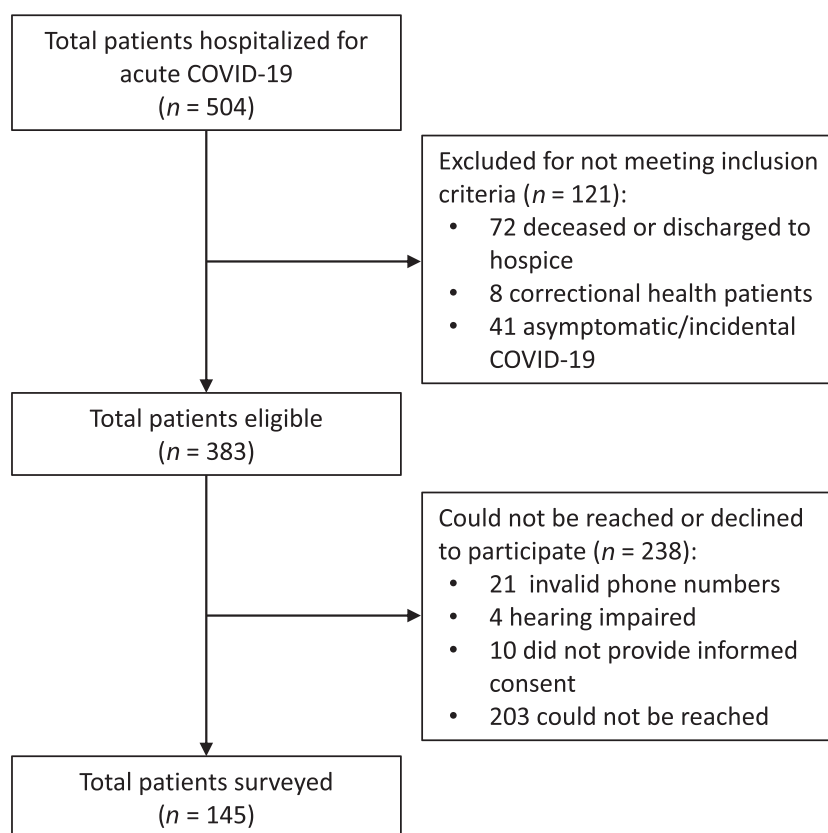 Total patients hospitalized for
acute COVID-19
(n = 504)
Excluded for not meeting inclusion
criteria (n = 121):
• 72 deceased or discharged to
hospice
• 8 correctional health patients
• 41 asymptomatic/incidental
COVID-19
Total patients eligible
(n = 383)
Could not be reached or declined
to participate (n = 238):
• 21 invalid phone numbers
• 4 hearing impaired
• 10 did not provide informed
consent
• 203 could not be reached
Total patients surveyed
(n = 145)